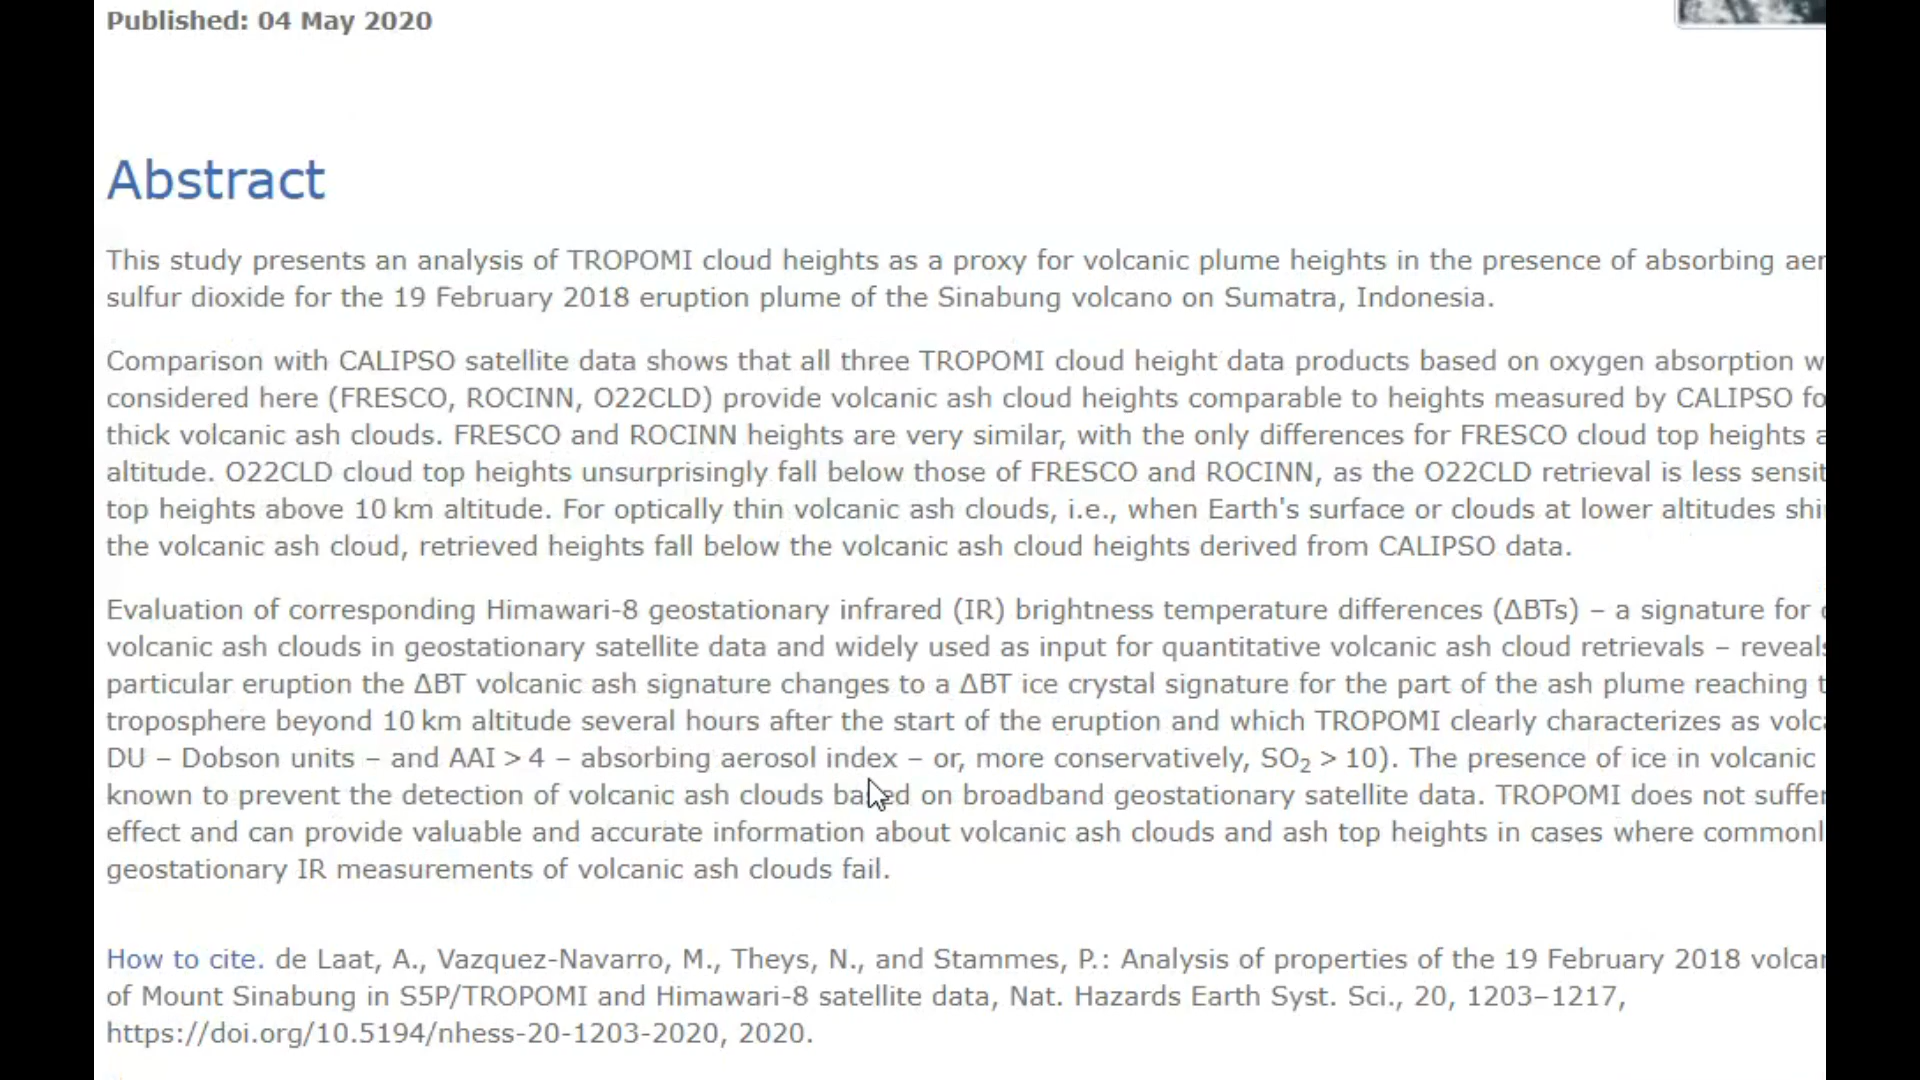 Published: 04 May 2020
Abstract
This study presents an analysis of TROPOMI cloud heights as a proxy for volcanic plume heights in the presence of absorbing
sulfur dioxide for the 19 February 2018 eruption plume of the Sinabung volcano on Sumatra, Indonesia.
Comparison with CALIPSO satellite data shows that all three TROPOMI cloud height data products based on oxygen absorption
considered here (FRESCO, ROCINN, O22CLD) provide volcanic ash cloud heights comparable to heights measured by CALIPSO
thick volcanic ash clouds. FRESCO and ROCINN heights are very similar, with the only differences for FRESCO cloud top heights
altitude. O22CLD cloud top heights unsurprisingly fall below those of FRESCO and ROCINN, as the O22CLD retrieval is less
top heights above 10 km altitude. For optically thin volcanic ash clouds, i.e., when Earth's surface or clouds at lower altitudes
the volcanic ash cloud, retrieved heights fall below the volcanic ash cloud heights derived from CALIPSO data.
Evaluation of corresponding Himawari-8 geostationary infrared (IR) brightness temperature differences (ΔBTs) – a signature for
volcanic ash clouds in geostationary satellite data and widely used as input for quantitative volcanic ash cloud retrievals –
particular eruption the ΔBT volcanic ash signature changes to a ΔBT ice crystal signature for the part of the ash plume reaching
troposphere beyond 10 km altitude several hours after the start of the eruption and which TROPOMI clearly characterizes as
DU – Dobson units – and AAI > 4 – absorbing aerosol index – or, more conservatively, SO₂ > 10). The presence of ice in volcanic
known to prevent the detection of volcanic ash clouds based on broadband geostationary satellite data. TROPOMI does not
effect and can provide valuable and accurate information about volcanic ash clouds and ash top heights in cases where
geostationary IR measurements of volcanic ash clouds fail.
How to cite. de Laat, A., Vazquez-Navarro, M., Theys, N., and Stammes, P.: Analysis of properties of the 19 February 2018
of Mount Sinabung in S5P/TROPOMI and Himawari-8 satellite data, Nat. Hazards Earth Syst. Sci., 20, 1203–1217,
https://doi.org/10.5194/nhess-20-1203-2020, 2020.